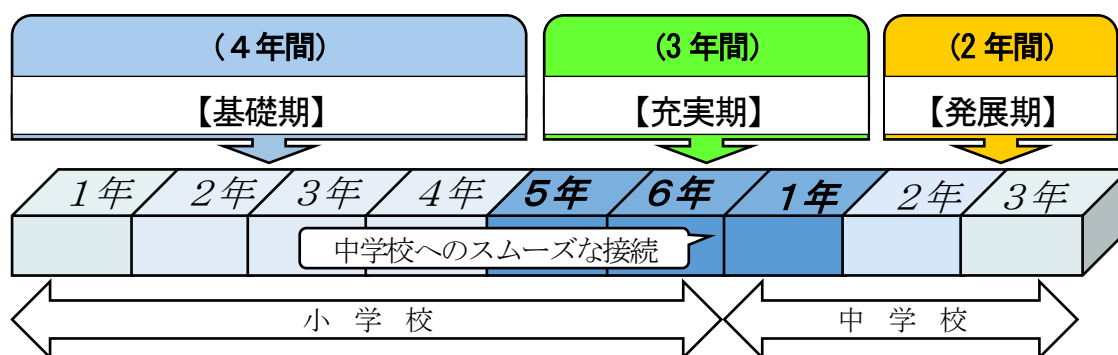 (４年間)
(3 年間)
(2 年間)
【基礎期】
【充実期】
【発展期】
１年
２年
３年
４年
５年
６年
１年
２年
３年
中学校へのスムーズな接続
小 学 校
中 学 校